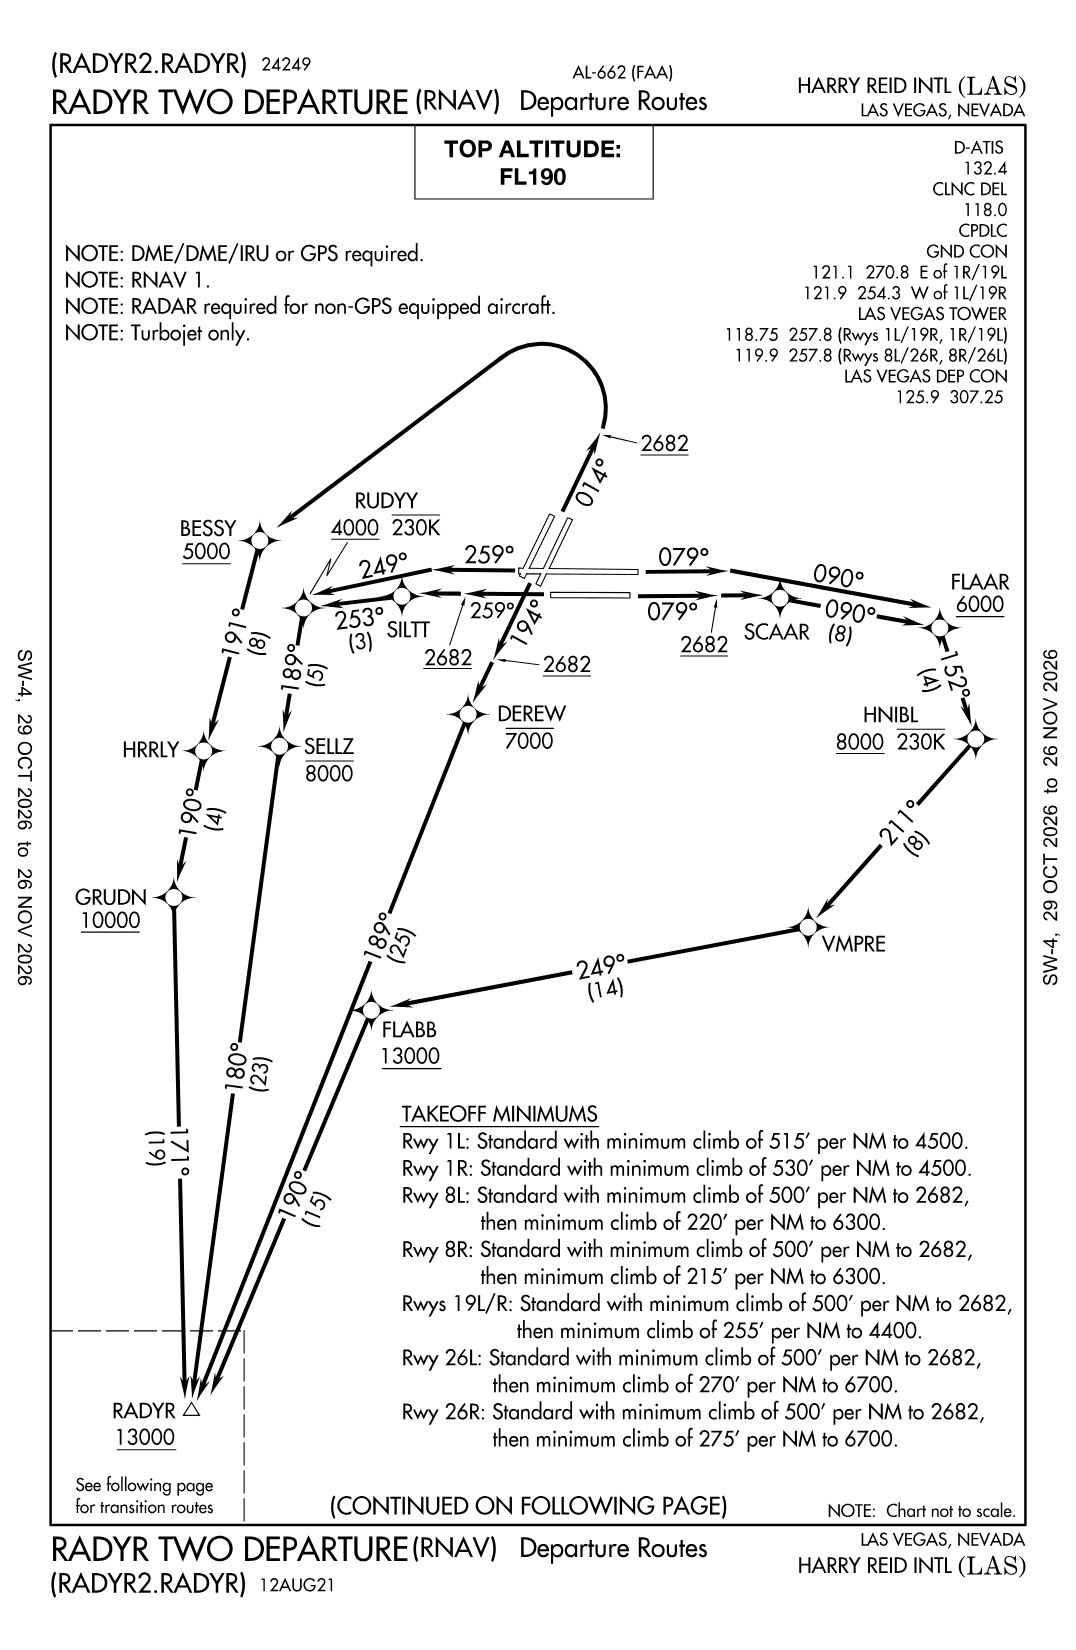 (RADYR2.RADYR) 24249
AL-662 (FAA)
RADYR TWO DEPARTURE (RNAV) Departure Routes
HARRY REID INTL (LAS)
LAS VEGAS, NEVADA
TOP ALTITUDE:
FL190
D-ATIS
132.4
CLNC DEL
118.0
CPDLC
GND CON
121.1 270.8 E of 1R/19L
121.9 254.3 W of 1L/19R
LAS VEGAS TOWER
118.75 257.8 (Rwys 1L/19R, 1R/19L)
119.9 257.8 (Rwys 8L/26R, 8R/26L)
LAS VEGAS DEP CON
125.9 307.25
NOTE: DME/DME/IRU or GPS required.
NOTE: RNAV 1.
NOTE: RADAR required for non-GPS equipped aircraft.
NOTE: Turbojet only.
2682
014°
RUDYY
4000 230K
BESSY
5000
249°
259°
079°
090°
FLAAR
6000
253°
(3)
SILTT
259°
2682
194°
2682
079°
2682
SCAAR
090°
(8)
191°
(8)
189°
(5)
152°
(4)
DEREW
7000
HNIBL
8000 230K
HRRLY
SELLZ
8000
190°
(4)
211°
(8)
GRUDN
10000
189°
(25)
VMPRE
249°
(14)
FLABB
13000
180°
(23)
171°
(19)
190°
(15)
TAKEOFF MINIMUMS
Rwy 1L: Standard with minimum climb of 515' per NM to 4500.
Rwy 1R: Standard with minimum climb of 530' per NM to 4500.
Rwy 8L: Standard with minimum climb of 500' per NM to 2682,
then minimum climb of 220' per NM to 6300.
Rwy 8R: Standard with minimum climb of 500' per NM to 2682,
then minimum climb of 215' per NM to 6300.
Rwys 19L/R: Standard with minimum climb of 500' per NM to 2682,
then minimum climb of 255' per NM to 4400.
Rwy 26L: Standard with minimum climb of 500' per NM to 2682,
then minimum climb of 270' per NM to 6700.
Rwy 26R: Standard with minimum climb of 500' per NM to 2682,
then minimum climb of 275' per NM to 6700.
RADYR
13000
See following page
for transition routes
(CONTINUED ON FOLLOWING PAGE)
NOTE: Chart not to scale.
SW-4, 29 OCT 2026 to 26 NOV 2026
SW-4, 29 OCT 2026 to 26 NOV 2026
RADYR TWO DEPARTURE (RNAV) Departure Routes
(RADYR2.RADYR) 12AUG21
LAS VEGAS, NEVADA
HARRY REID INTL (LAS)